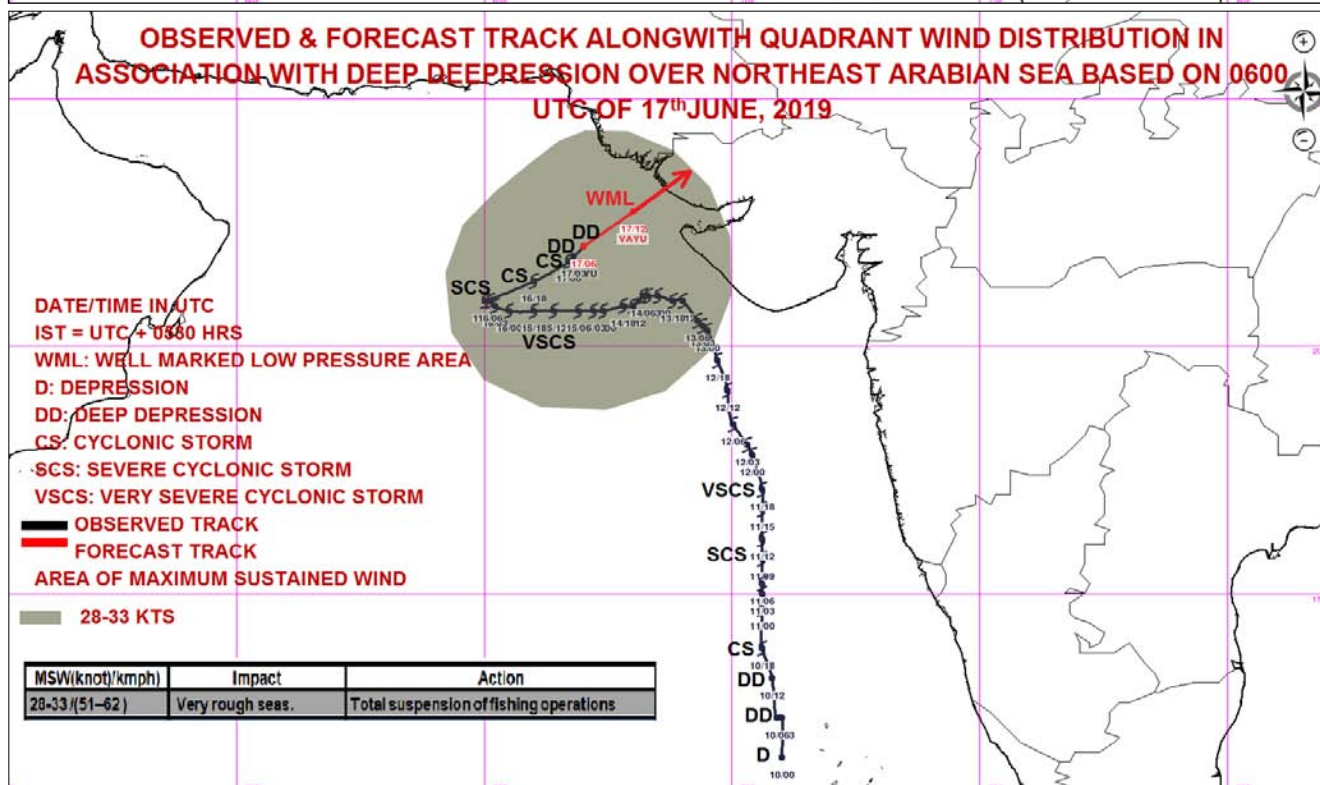 OBSERVED & FORECAST TRACK ALONGWITH QUADRANT WIND DISTRIBUTION IN
ASSOCIATION WITH DEEP DEEPRESSION OVER NORTHEAST ARABIAN SEA BASED ON 0600
UTC OF 17th JUNE, 2019
WML
17/12
VAYU
DD
DD
17/06
CS
17/03
CS
16/18
SCS
VSCS
13/00
12/18
12/12
12/06
12/03
12/00
VSCS
11/18
11/15
SCS
11/12
11/09
11/06
11/03
11/00
CS
10/18
DD
10/12
DD
10/063
D
10/00
DATE/TIME IN UTC
IST = UTC + 0530 HRS
WML: WELL MARKED LOW PRESSURE AREA
D: DEPRESSION
DD: DEEP DEPRESSION
CS: CYCLONIC STORM
SCS: SEVERE CYCLONIC STORM
VSCS: VERY SEVERE CYCLONIC STORM
OBSERVED TRACK
FORECAST TRACK
AREA OF MAXIMUM SUSTAINED WIND
28-33 KTS
MSW(knot)/kmph) Impact Action
28-33/(51–62) Very rough seas. Total suspension of fishing operations